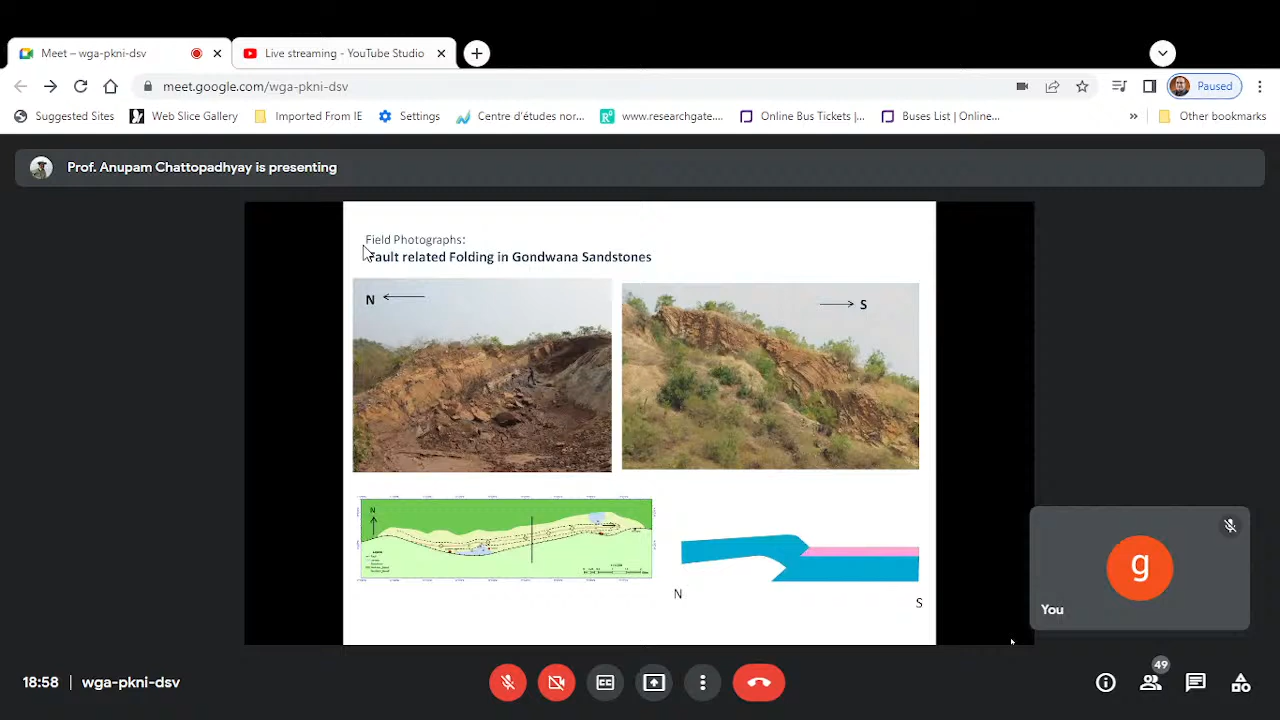 Meet – wga-pkni-dsv
Live streaming - YouTube Studio
meet.google.com/wga-pkni-dsv
Paused
Suggested Sites
Web Slice Gallery
Imported From IE
Settings
Centre d'études nor...
www.researchgate....
Online Bus Tickets |...
Buses List | Online...
Other bookmarks
Prof. Anupam Chattopadhyay is presenting
Field Photographs:
Fault related Folding in Gondwana Sandstones
N
S
N
N
S
g
You
18:58 | wga-pkni-dsv
CC
49